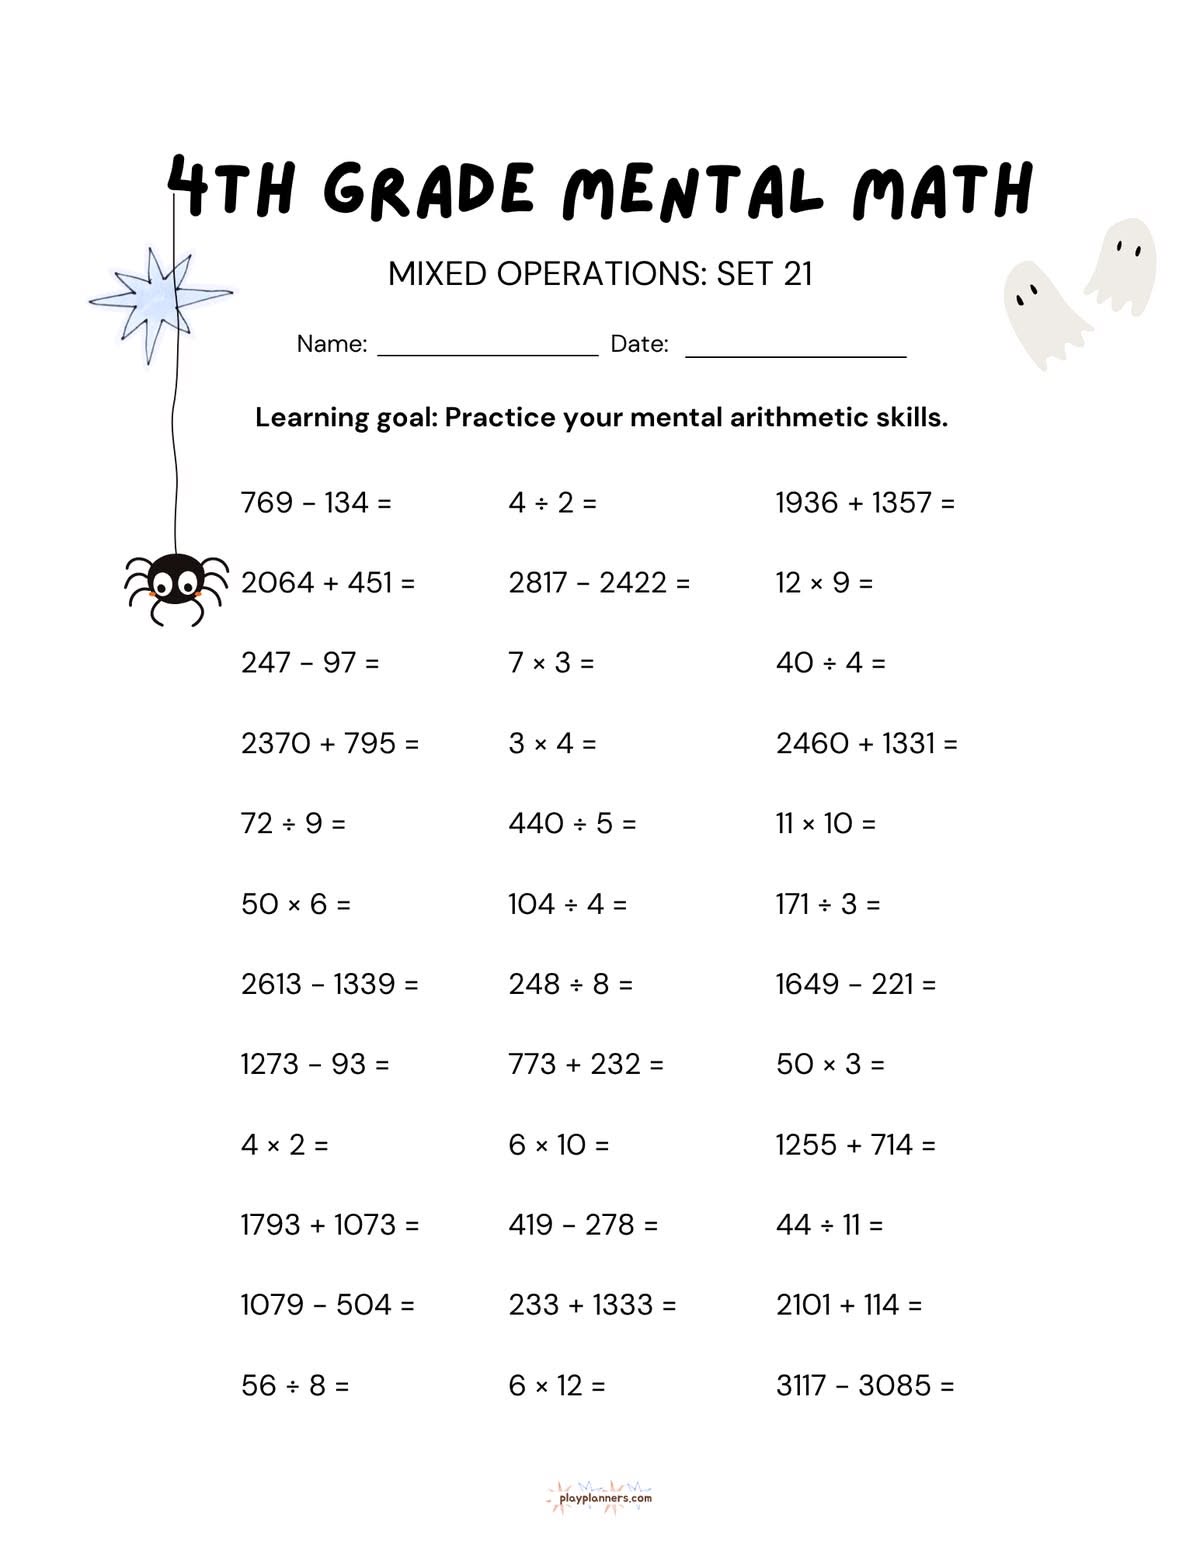 4TH GRADE MENTAL MATH
MIXED OPERATIONS: SET 21
Name: Date:
Learning goal: Practice your mental arithmetic skills.
769 − 134 = 4 ÷ 2 = 1936 + 1357 =
2064 + 451 = 2817 − 2422 = 12 × 9 =
247 − 97 = 7 × 3 = 40 ÷ 4 =
2370 + 795 = 3 × 4 = 2460 + 1331 =
72 ÷ 9 = 440 ÷ 5 = 11 × 10 =
50 × 6 = 104 ÷ 4 = 171 ÷ 3 =
2613 − 1339 = 248 ÷ 8 = 1649 − 221 =
1273 − 93 = 773 + 232 = 50 × 3 =
4 × 2 = 6 × 10 = 1255 + 714 =
1793 + 1073 = 419 − 278 = 44 ÷ 11 =
1079 − 504 = 233 + 1333 = 2101 + 114 =
56 ÷ 8 = 6 × 12 = 3117 − 3085 =
playplanners.com